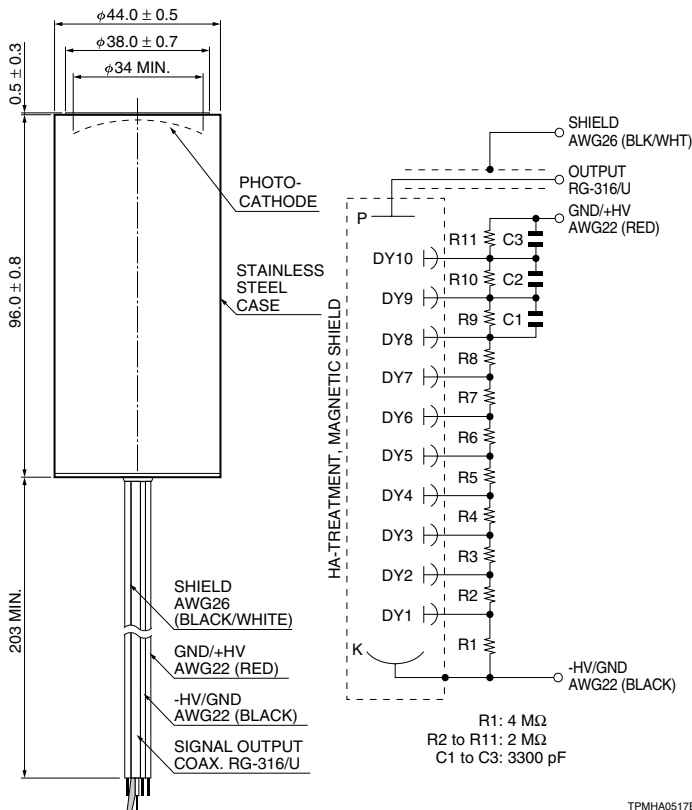 ϕ44.0 ± 0.5
ϕ38.0 ± 0.7
ϕ34 MIN.
0.5 ± 0.3
96.0 ± 0.8
203 MIN.
PHOTO-
CATHODE
STAINLESS
STEEL
CASE
SHIELD
AWG26
(BLACK/WHITE)
GND/+HV
AWG22 (RED)
-HV/GND
AWG22 (BLACK)
SIGNAL OUTPUT
COAX. RG-316/U
HA-TREATMENT, MAGNETIC SHIELD
SHIELD
AWG26 (BLK/WHT)
OUTPUT
RG-316/U
GND/+HV
AWG22 (RED)
P
R11 C3
DY10
R10 C2
DY9
R9 C1
DY8
R8
DY7
R7
DY6
R6
DY5
R5
DY4
R4
DY3
R3
DY2
R2
DY1
R1
K
-HV/GND
AWG22 (BLACK)
R1: 4 MΩ
R2 to R11: 2 MΩ
C1 to C3: 3300 pF